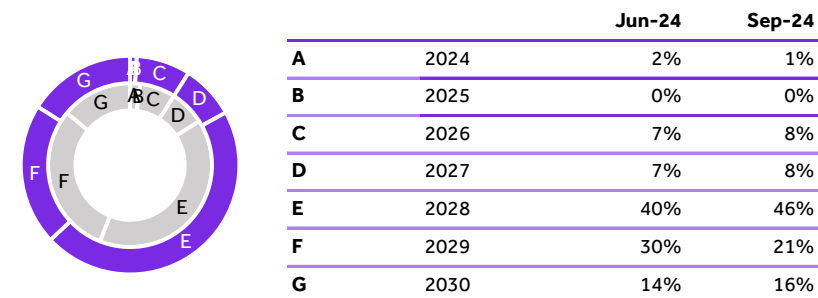 Jun-24 Sep-24
A 2024 2% 1%
B 2025 0% 0%
C 2026 7% 8%
D 2027 7% 8%
E 2028 40% 46%
F 2029 30% 21%
G 2030 14% 16%
G C D E F
G A B C D E F